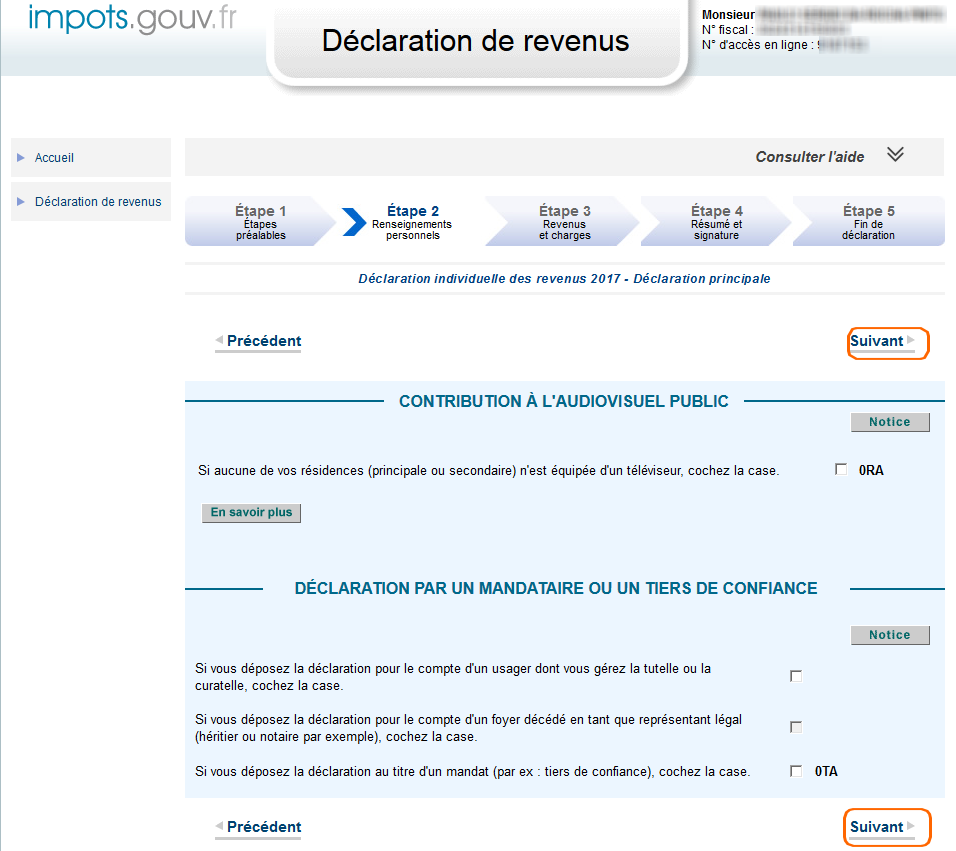 impots.gouv.fr
Déclaration de revenus
Monsieur
N° fiscal :
N° d'accès en ligne :
Accueil
Déclaration de revenus
Consulter l'aide
Étape 1
Étapes
préalables
Étape 2
Renseignements
personnels
Étape 3
Revenus
et charges
Étape 4
Résumé et
signature
Étape 5
Fin de
déclaration
Déclaration individuelle des revenus 2017 - Déclaration principale
Précédent
Suivant
CONTRIBUTION À L'AUDIOVISUEL PUBLIC
Notice
Si aucune de vos résidences (principale ou secondaire) n'est équipée d'un téléviseur, cochez la case.
0RA
En savoir plus
DÉCLARATION PAR UN MANDATAIRE OU UN TIERS DE CONFIANCE
Notice
Si vous déposez la déclaration pour le compte d'un usager dont vous gérez la tutelle ou la
curatelle, cochez la case.
Si vous déposez la déclaration pour le compte d'un foyer décédé en tant que représentant légal
(héritier ou notaire par exemple), cochez la case.
Si vous déposez la déclaration au titre d'un mandat (par ex : tiers de confiance), cochez la case.
0TA
Précédent
Suivant